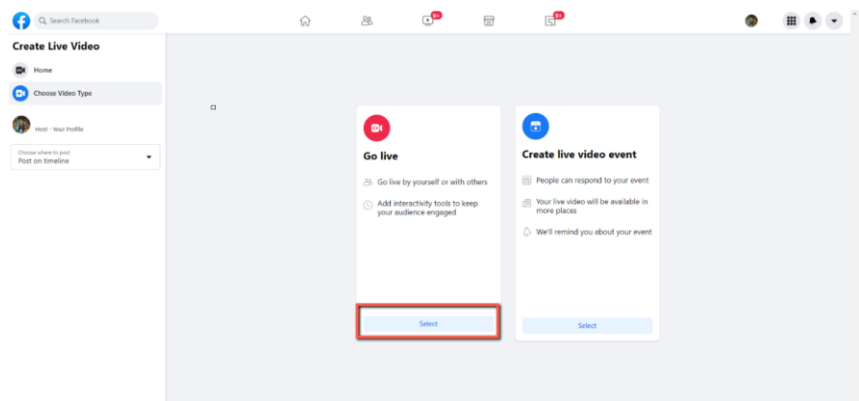 Search Facebook
9+
9+
Create Live Video
Home
Choose Video Type
Host - Your Profile
Choose where to post
Post on timeline
Go live
Go live by yourself or with others
Add interactivity tools to keep
your audience engaged
Select
Create live video event
People can respond to your event
Your live video will be available in
more places
We'll remind you about your event
Select